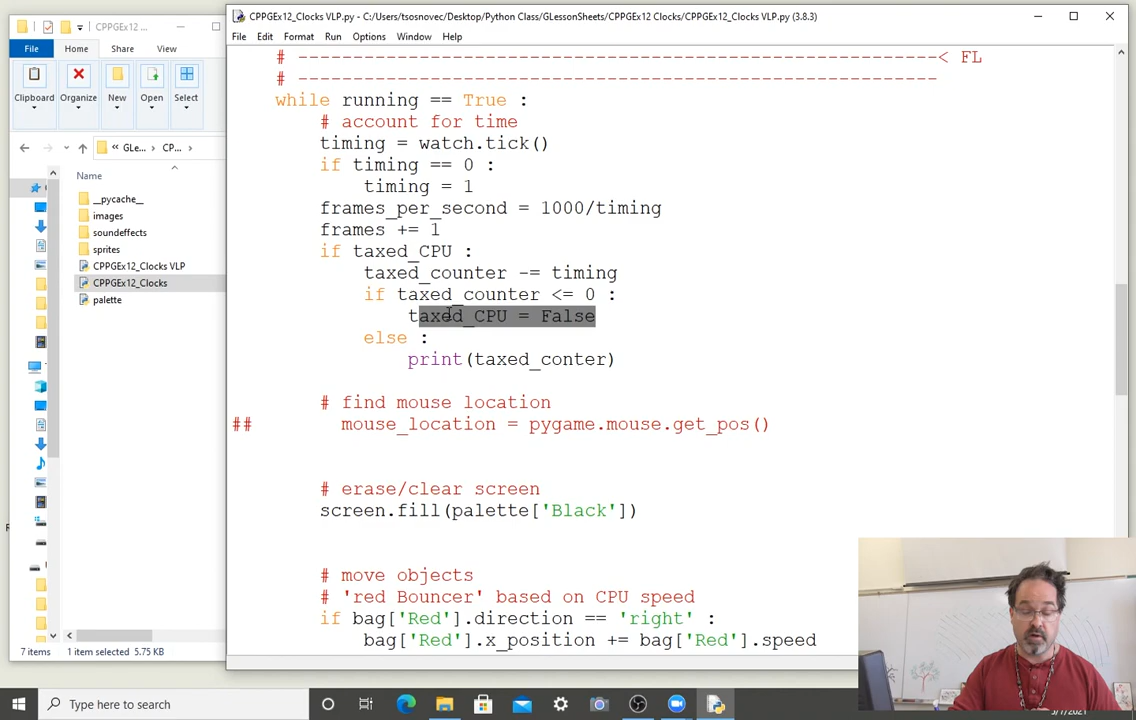 CPPGEx12 ...
File
Home
Share
View
Clipboard
Organize
New
Open
Select
« GLe... › CP... ›
Name
__pycache__
images
soundeffects
sprites
CPPGEx12_Clocks VLP
CPPGEx12_Clocks
palette
7 items
1 item selected 5.75 KB
CPPGEx12_Clocks VLP.py - C:/Users/tsosnovec/Desktop/Python Class/GLessonSheets/CPPGEx12 Clocks/CPPGEx12_Clocks VLP.py (3.8.3)
File Edit Format Run Options Window Help
# ----------------------------------------------------------< FL
# ----------------------------------------------------------
while running == True :
# account for time
timing = watch.tick()
if timing == 0 :
timing = 1
frames_per_second = 1000/timing
frames += 1
if taxed_CPU :
taxed_counter -= timing
if taxed_counter <= 0 :
taxed_CPU = False
else :
print(taxed_conter)
# find mouse location
## mouse_location = pygame.mouse.get_pos()
# erase/clear screen
screen.fill(palette['Black'])
# move objects
# 'red Bouncer' based on CPU speed
if bag['Red'].direction == 'right' :
bag['Red'].x_position += bag['Red'].speed
Type here to search